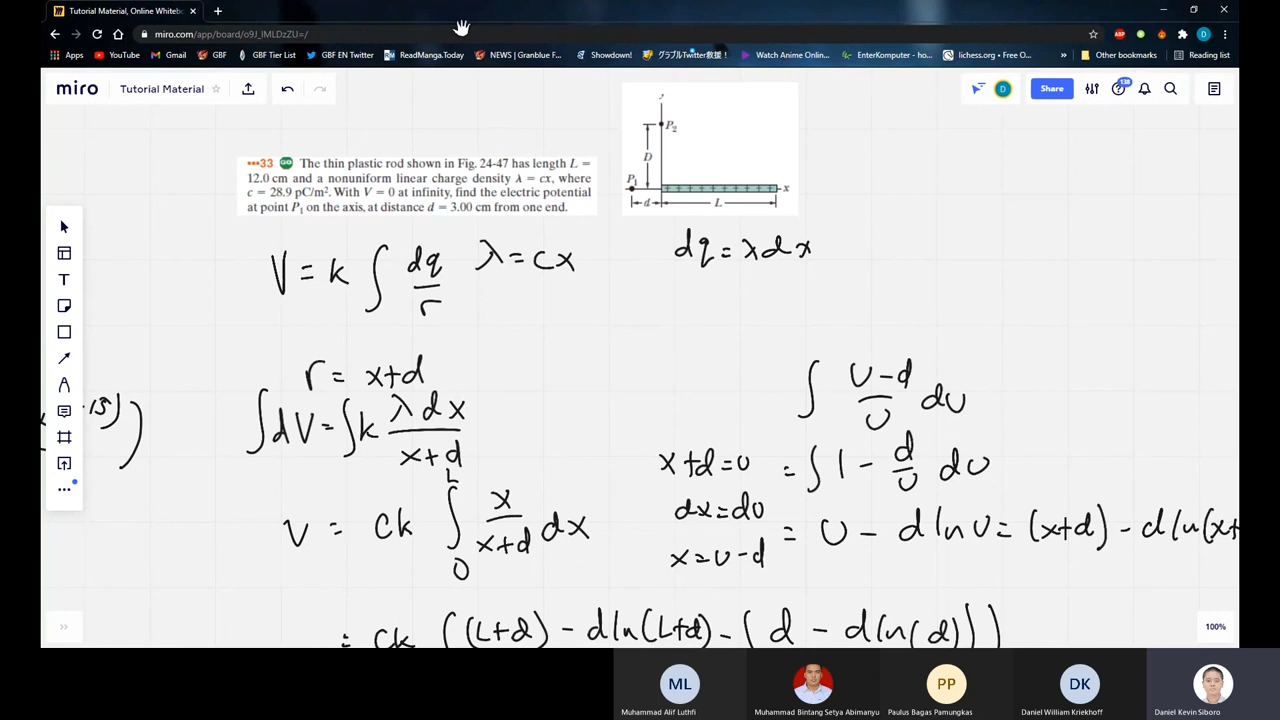 Tutorial Material, Online Whitebo
miro.com/app/board/o9J_lMLDzZU=/
Apps YouTube Gmail GBF GBF Tier List GBF EN Twitter ReadManga.Today NEWS | Granblue F... Showdown! グラブルTwitter救援! Watch Anime Onlin... EnterKomputer - ho... lichess.org • Free O... Other bookmarks Reading list
miro Tutorial Material Share
•••33 GO The thin plastic rod shown in Fig. 24-47 has length L =
12.0 cm and a nonuniform linear charge density λ = cx, where
c = 28.9 pC/m². With V = 0 at infinity, find the electric potential
at point P₁ on the axis, at distance d = 3.00 cm from one end.
y
P₂
D
P₁
x
d L
V = k ∫ dq/r λ = cx
dq = λdx
r = x+d
∫dV = ∫k λdx/(x+d)
V = ck ∫₀ᴸ x/(x+d) dx
∫ (U-d)/U dU
x+d=U
= ∫ 1 - d/U dU
dx=dU
x=U-d
= U - d ln U = (x+d) - d ln(x+
= ck ((L+d) - d ln(L+d) - (d - d ln(d)))
100%
ML
Muhammad Alif Luthfi
Muhammad Bintang Setya Abimanyu
PP
Paulus Bagas Pamungkas
DK
Daniel William Kriekhoff
Daniel Kevin Siboro